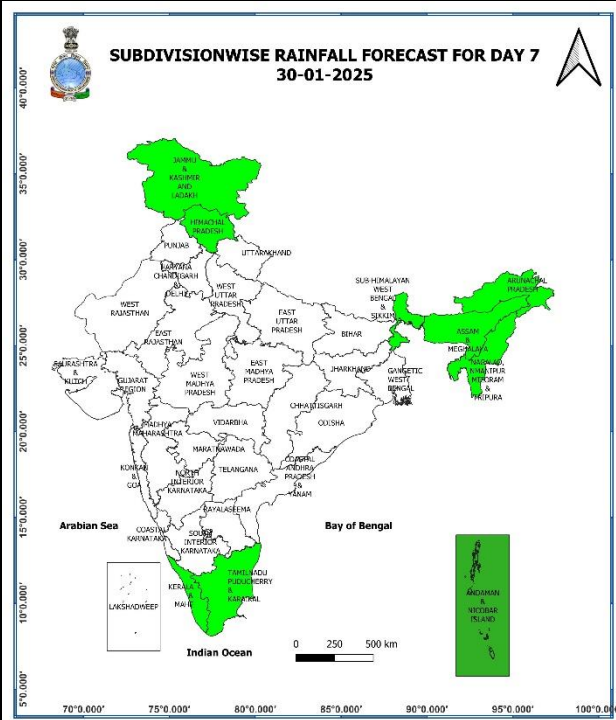 SUBDIVISIONWISE RAINFALL FORECAST FOR DAY 7
30-01-2025
40°0.000'
35°0.000'
30°0.000'
25°0.000'
20°0.000'
15°0.000'
10°0.000'
5°0.000'
JAMMU
&
KASHMIR
AND
LADAKH
HIMACHAL
PRADESH
PUNJAB
UTTARAKHAND
HARYANA
CHANDIGARH
&
DELHI
WEST
UTTAR
PRADESH
WEST
RAJASTHAN
EAST
RAJASTHAN
EAST
UTTAR
PRADESH
SUB-HIMALAYAN
WEST
BENGAL
&
SIKKIM
ARUNACHAL
PRADESH
ASSAM
&
MEGHALAYA
BIHAR
SAURASHTRA
&
KUTCH
GUJARAT
REGION
WEST
MADHYA
PRADESH
EAST
MADHYA
PRADESH
JHARKHAND
GANGETIC
WEST
BENGAL
MIZORAM
&
TRIPURA
CHHATTISGARH
ODISHA
MADHYA
MAHARASHTRA
VIDARBHA
MARATHWADA
KONKAN
&
GOA
NORTH
INTERIOR
KARNATAKA
TELANGANA
COASTAL
ANDHRA
PRADESH
&
YANAM
RAYALASEEMA
Arabian Sea
COASTAL
KARNATAKA
SOUTH
INTERIOR
KARNATAKA
Bay of Bengal
LAKSHADWEEP
KERALA
&
MAHE
TAMILNADU
PUDUCHERRY
&
KARAIKAL
ANDAMAN
&
NICOBAR
ISLAND
0 250 500 km
Indian Ocean
70°0.000' 75°0.000' 80°0.000' 85°0.000' 90°0.000' 95°0.000' 100°0.000'